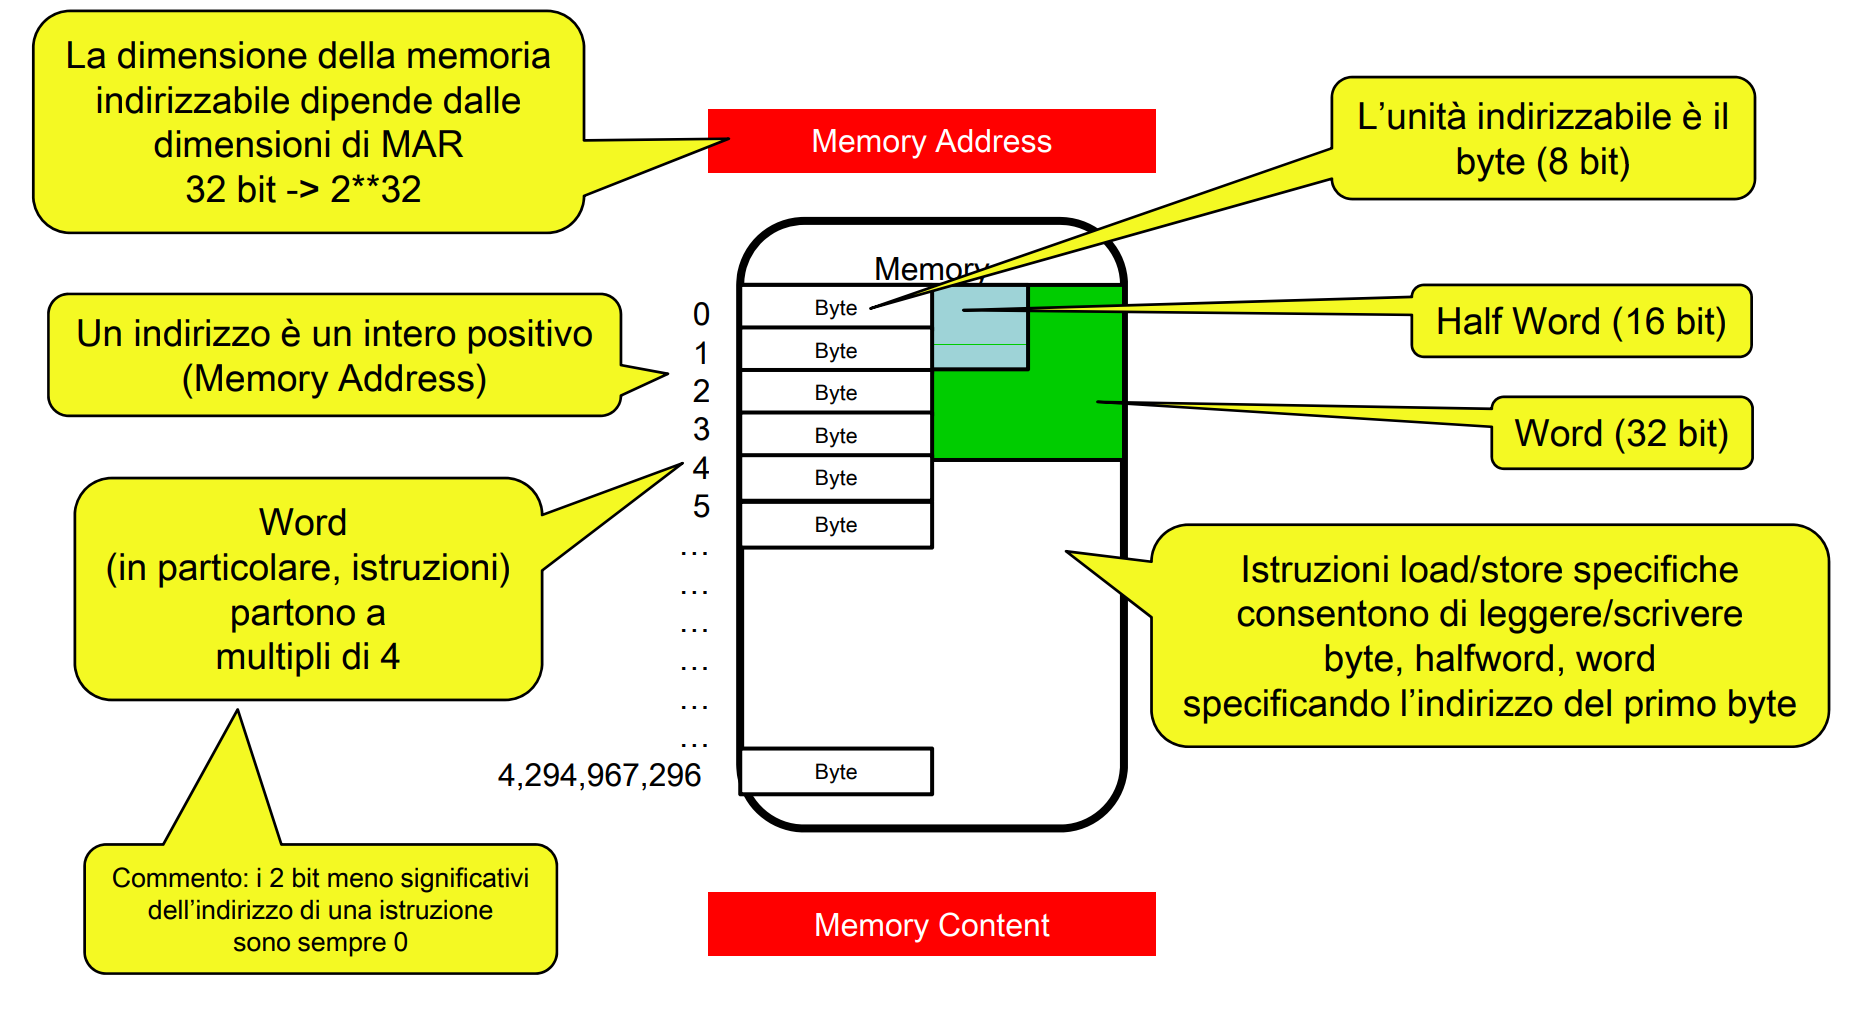 La dimensione della memoria
indirizzabile dipende dalle
dimensioni di MAR
32 bit -> 2**32
Memory Address
L’unità indirizzabile è il
byte (8 bit)
Memory
Un indirizzo è un intero positivo
(Memory Address)
0
1
2
3
4
5
...
...
...
...
...
...
4,294,967,296
Byte
Byte
Byte
Byte
Byte
Byte
Byte
Half Word (16 bit)
Word (32 bit)
Word
(in particolare, istruzioni)
partono a
multipli di 4
Istruzioni load/store specifiche
consentono di leggere/scrivere
byte, halfword, word
specificando l’indirizzo del primo byte
Commento: i 2 bit meno significativi
dell’indirizzo di una istruzione
sono sempre 0
Memory Content